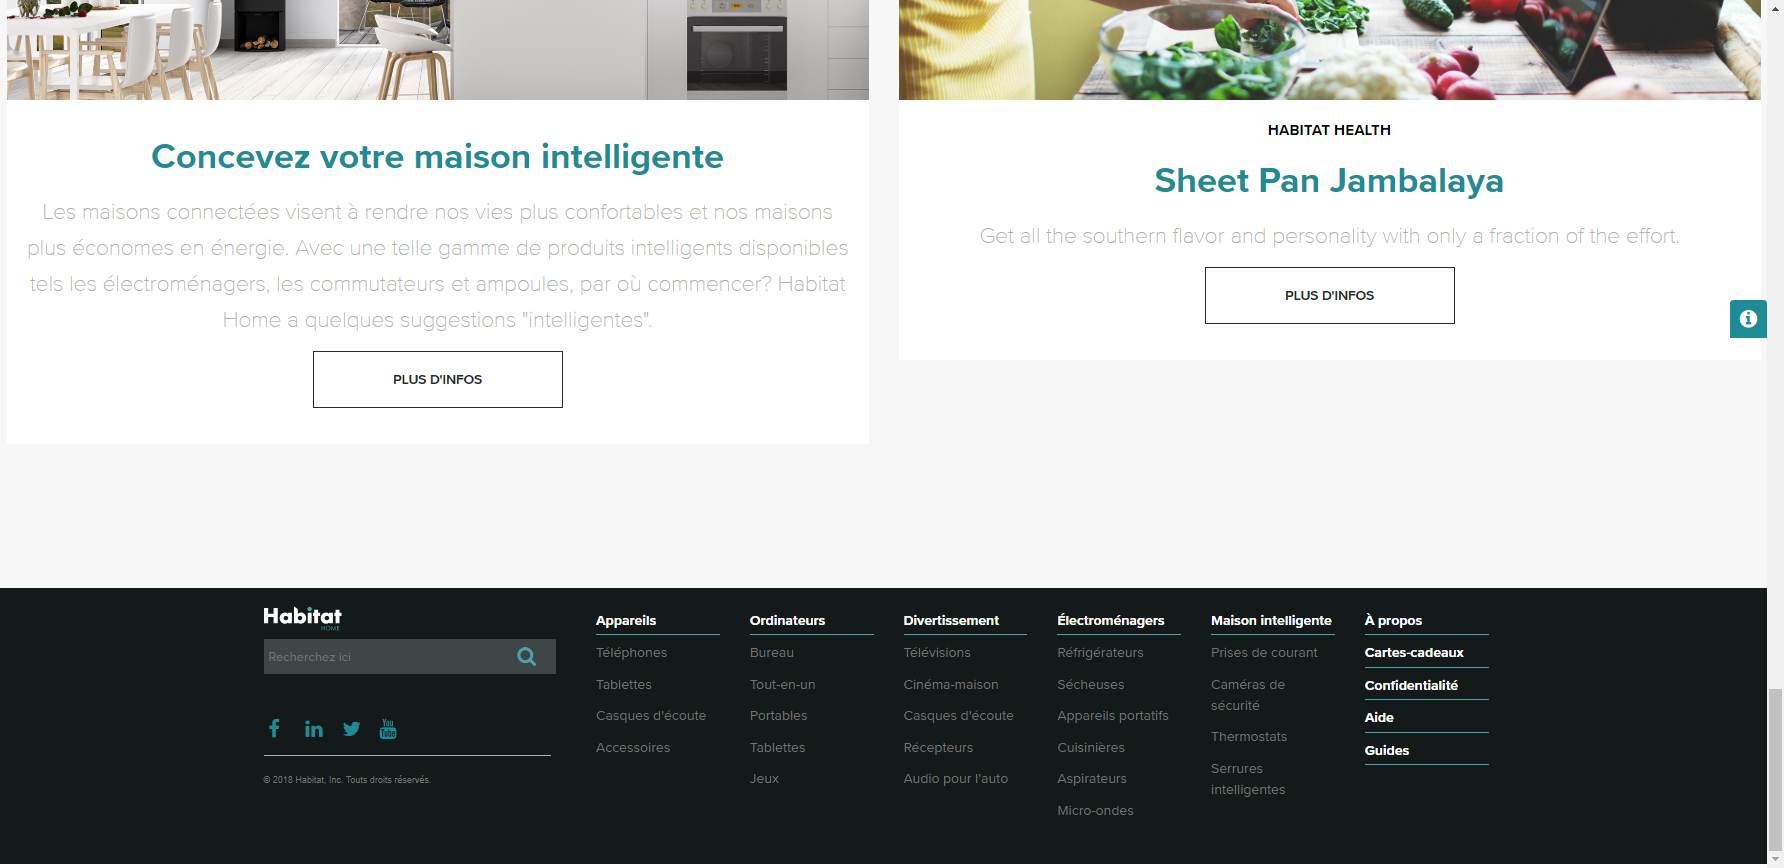 Concevez votre maison intelligente
Les maisons connectées visent à rendre nos vies plus confortables et nos maisons
plus économes en énergie. Avec une telle gamme de produits intelligents disponibles
tels les électroménagers, les commutateurs et ampoules, par où commencer? Habitat
Home a quelques suggestions "intelligentes".
PLUS D'INFOS
HABITAT HEALTH
Sheet Pan Jambalaya
Get all the southern flavor and personality with only a fraction of the effort.
PLUS D'INFOS
Habitat
HOME
Recherchez ici
You
Tube
© 2018 Habitat, Inc. Touts droits réservés.
Appareils
Téléphones
Tablettes
Casques d'écoute
Accessoires
Ordinateurs
Bureau
Tout-en-un
Portables
Tablettes
Jeux
Divertissement
Télévisions
Cinéma-maison
Casques d'écoute
Récepteurs
Audio pour l'auto
Électroménagers
Réfrigérateurs
Sécheuses
Appareils portatifs
Cuisinières
Aspirateurs
Micro-ondes
Maison intelligente
Prises de courant
Caméras de
sécurité
Thermostats
Serrures
intelligentes
À propos
Cartes-cadeaux
Confidentialité
Aide
Guides